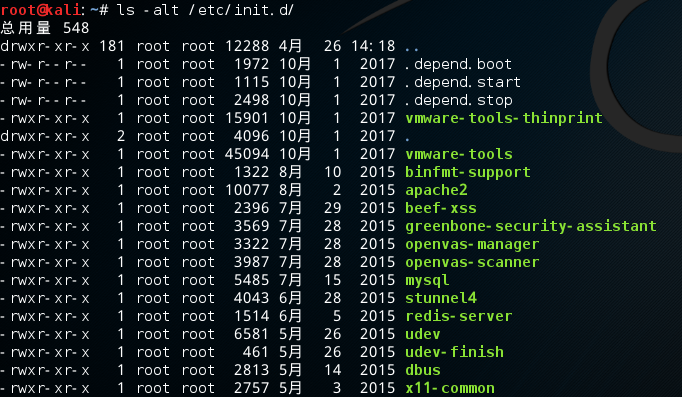 root@kali:~# ls -alt /etc/init.d/
总用量 548
drwxr-xr-x 181 root root 12288 4月 26 14:18 ..
-rw-r--r-- 1 root root 1972 10月 1 2017 .depend.boot
-rw-r--r-- 1 root root 1115 10月 1 2017 .depend.start
-rw-r--r-- 1 root root 2498 10月 1 2017 .depend.stop
-rwxr-xr-x 1 root root 15901 10月 1 2017 vmware-tools-thinprint
drwxr-xr-x 2 root root 4096 10月 1 2017 .
-rwxr-xr-x 1 root root 45094 10月 1 2017 vmware-tools
-rwxr-xr-x 1 root root 1322 8月 10 2015 binfmt-support
-rwxr-xr-x 1 root root 10077 8月 2 2015 apache2
-rwxr-xr-x 1 root root 2396 7月 29 2015 beef-xss
-rwxr-xr-x 1 root root 3569 7月 28 2015 greenbone-security-assistant
-rwxr-xr-x 1 root root 3322 7月 28 2015 openvas-manager
-rwxr-xr-x 1 root root 3987 7月 28 2015 openvas-scanner
-rwxr-xr-x 1 root root 5485 7月 15 2015 mysql
-rwxr-xr-x 1 root root 4043 6月 28 2015 stunnel4
-rwxr-xr-x 1 root root 1514 6月 5 2015 redis-server
-rwxr-xr-x 1 root root 6581 5月 26 2015 udev
-rwxr-xr-x 1 root root 461 5月 26 2015 udev-finish
-rwxr-xr-x 1 root root 2813 5月 14 2015 dbus
-rwxr-xr-x 1 root root 2757 5月 3 2015 x11-common